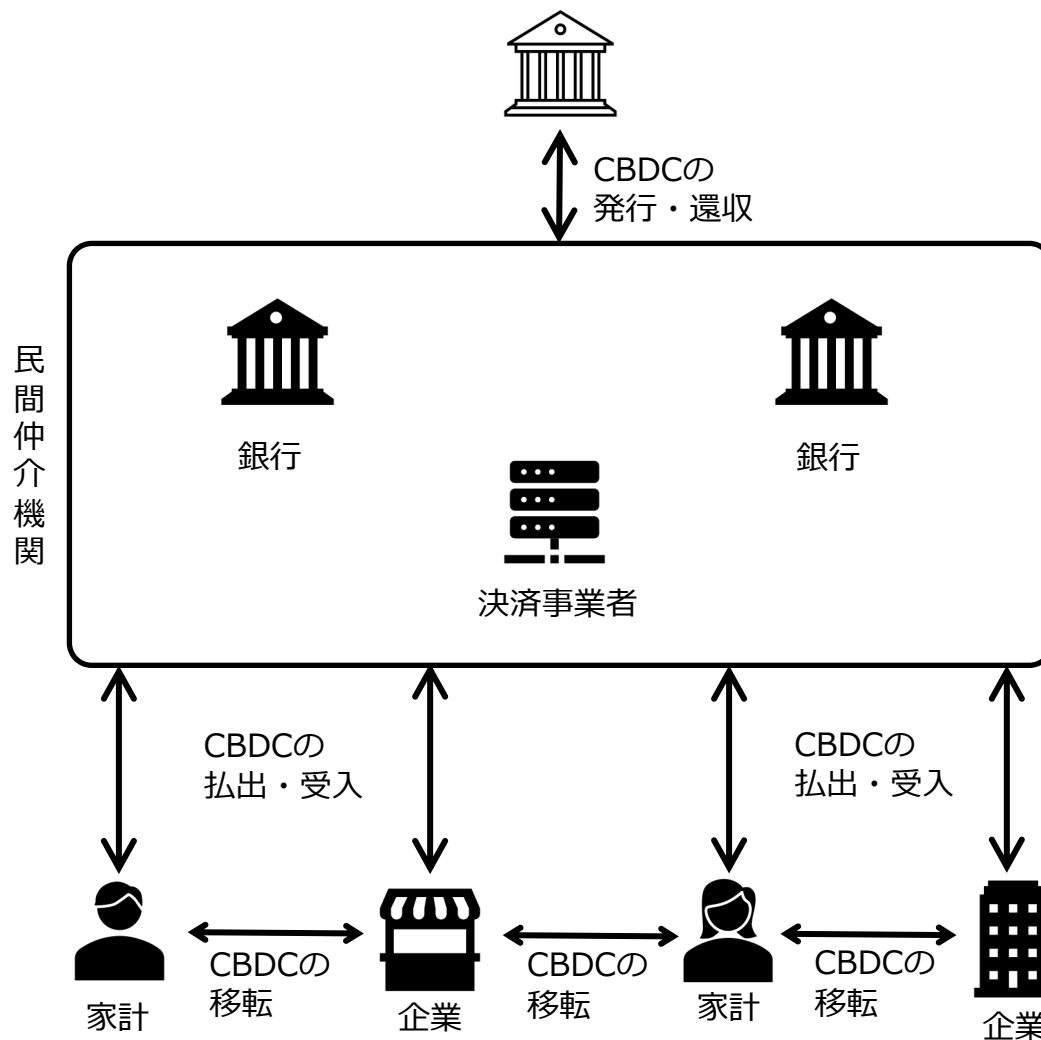 CBDCの
発行・還収
民間仲介機関
銀行
銀行
決済事業者
CBDCの
払出・受入
CBDCの
払出・受入
CBDCの
移転
CBDCの
移転
CBDCの
移転
家計
企業
家計
企業